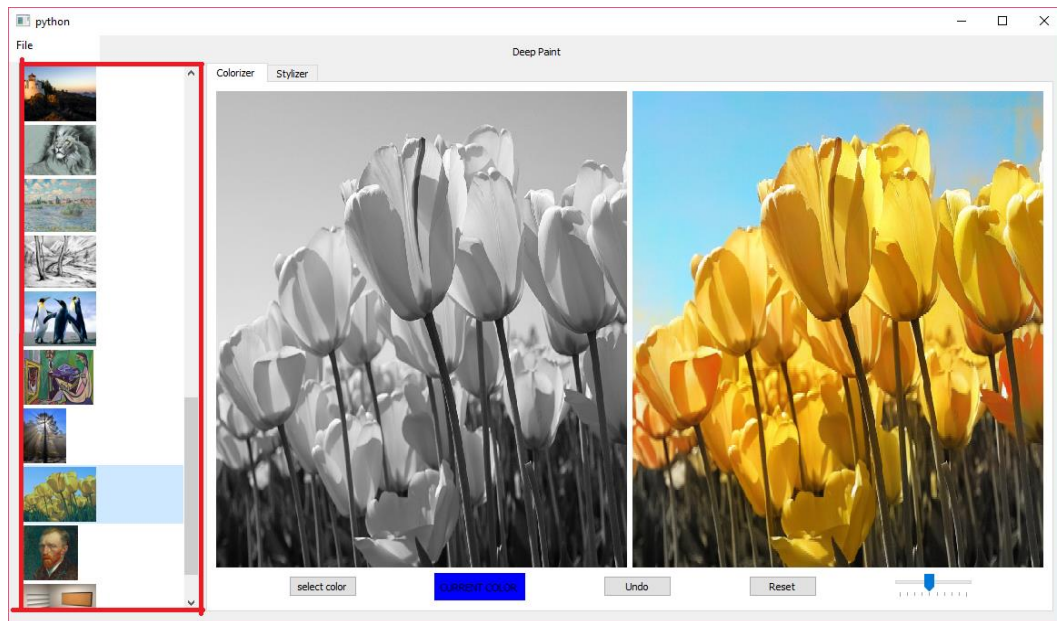 python
File
Deep Paint
Colorizer
Stylizer
select color
CURRENT COLOR
Undo
Reset